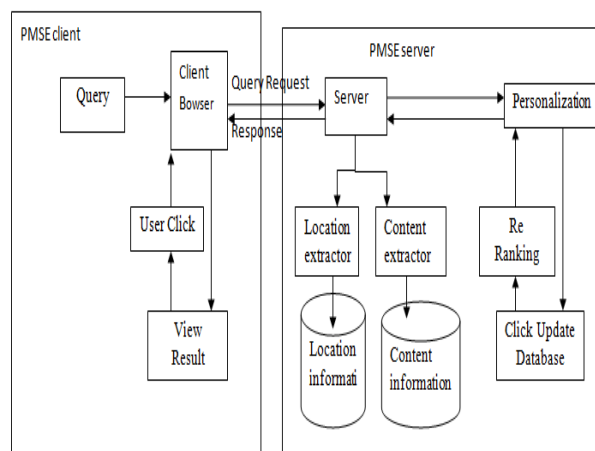 PMSE client
PMSE server
Query
Client
Bowser
Query Request
Response
Server
Personalization
User Click
Location
extractor
Content
extractor
Re
Ranking
View
Result
Location
informati
Content
information
Click Update
Database